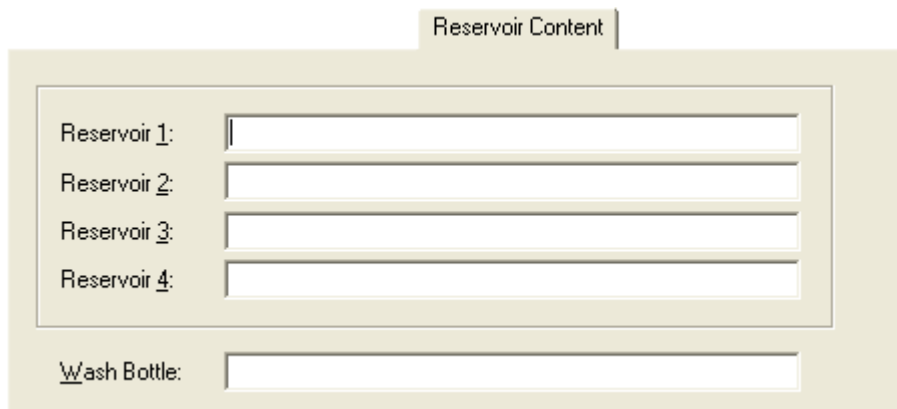 Reservoir Content
Reservoir 1:
Reservoir 2:
Reservoir 3:
Reservoir 4:
Wash Bottle: